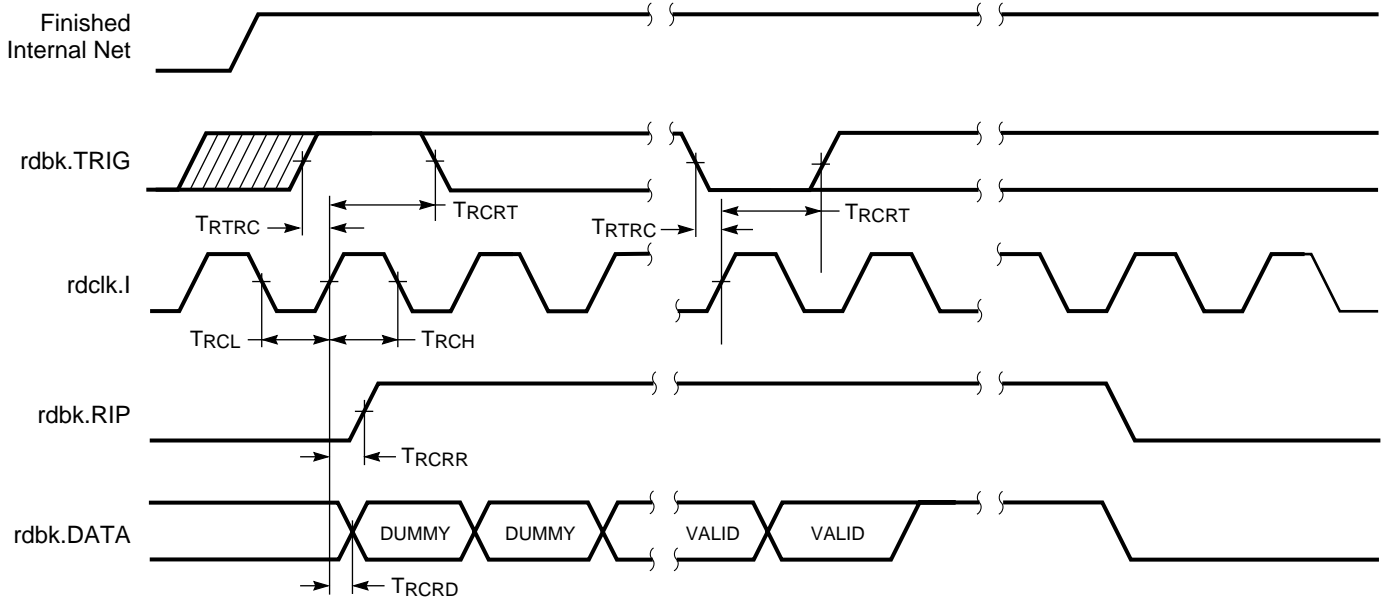 Finished
Internal Net
rdbk.TRIG
TRTRC
TRCRT
TRTRC
TRCRT
rdclk.I
TRCL
TRCH
rdbk.RIP
TRCRR
rdbk.DATA
DUMMY
DUMMY
VALID
VALID
TRCRD